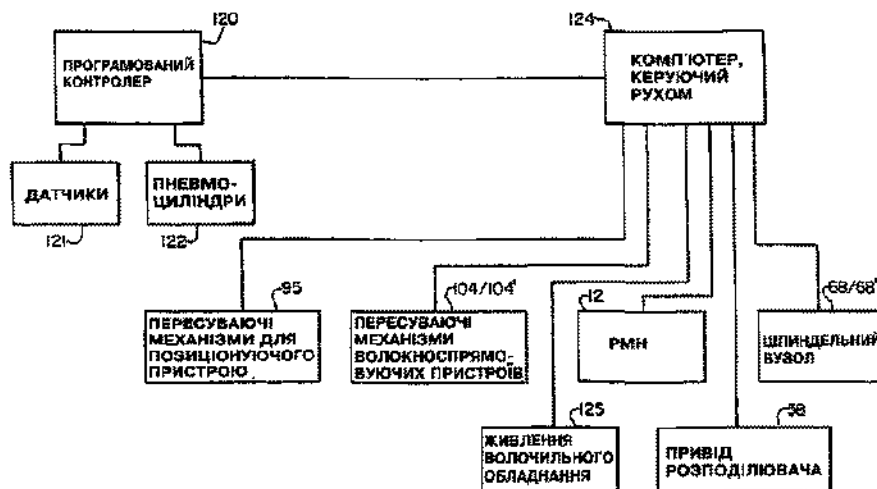 120
ПРОГРАМОВАНИЙ
КОНТРОЛЕР
124
КОМП'ЮТЕР,
КЕРУЮЧИЙ
РУХОМ
ДАТЧИКИ
121
ПНЕВМО-
ЦИЛІНДРИ
122
95
ПЕРЕСУВАЮЧІ
МЕХАНІЗМИ ДЛЯ
ПОЗИЦІОНУЮЧОГО
ПРИСТРОЮ
104/104'
ПЕРЕСУВАЮЧІ
МЕХАНІЗМИ
ВОЛОКНОСПРЯМО-
ВУЮЧИХ ПРИСТРОЇВ
12
РМН
68/68'
ШПИНДЕЛЬНИЙ
ВУЗОЛ
125
ЖИВЛЕННЯ
ВОЛОЧИЛЬНОГО
ОБЛАДНАННЯ
58
ПРИВІД
РОЗПОДІЛЮВАЧА